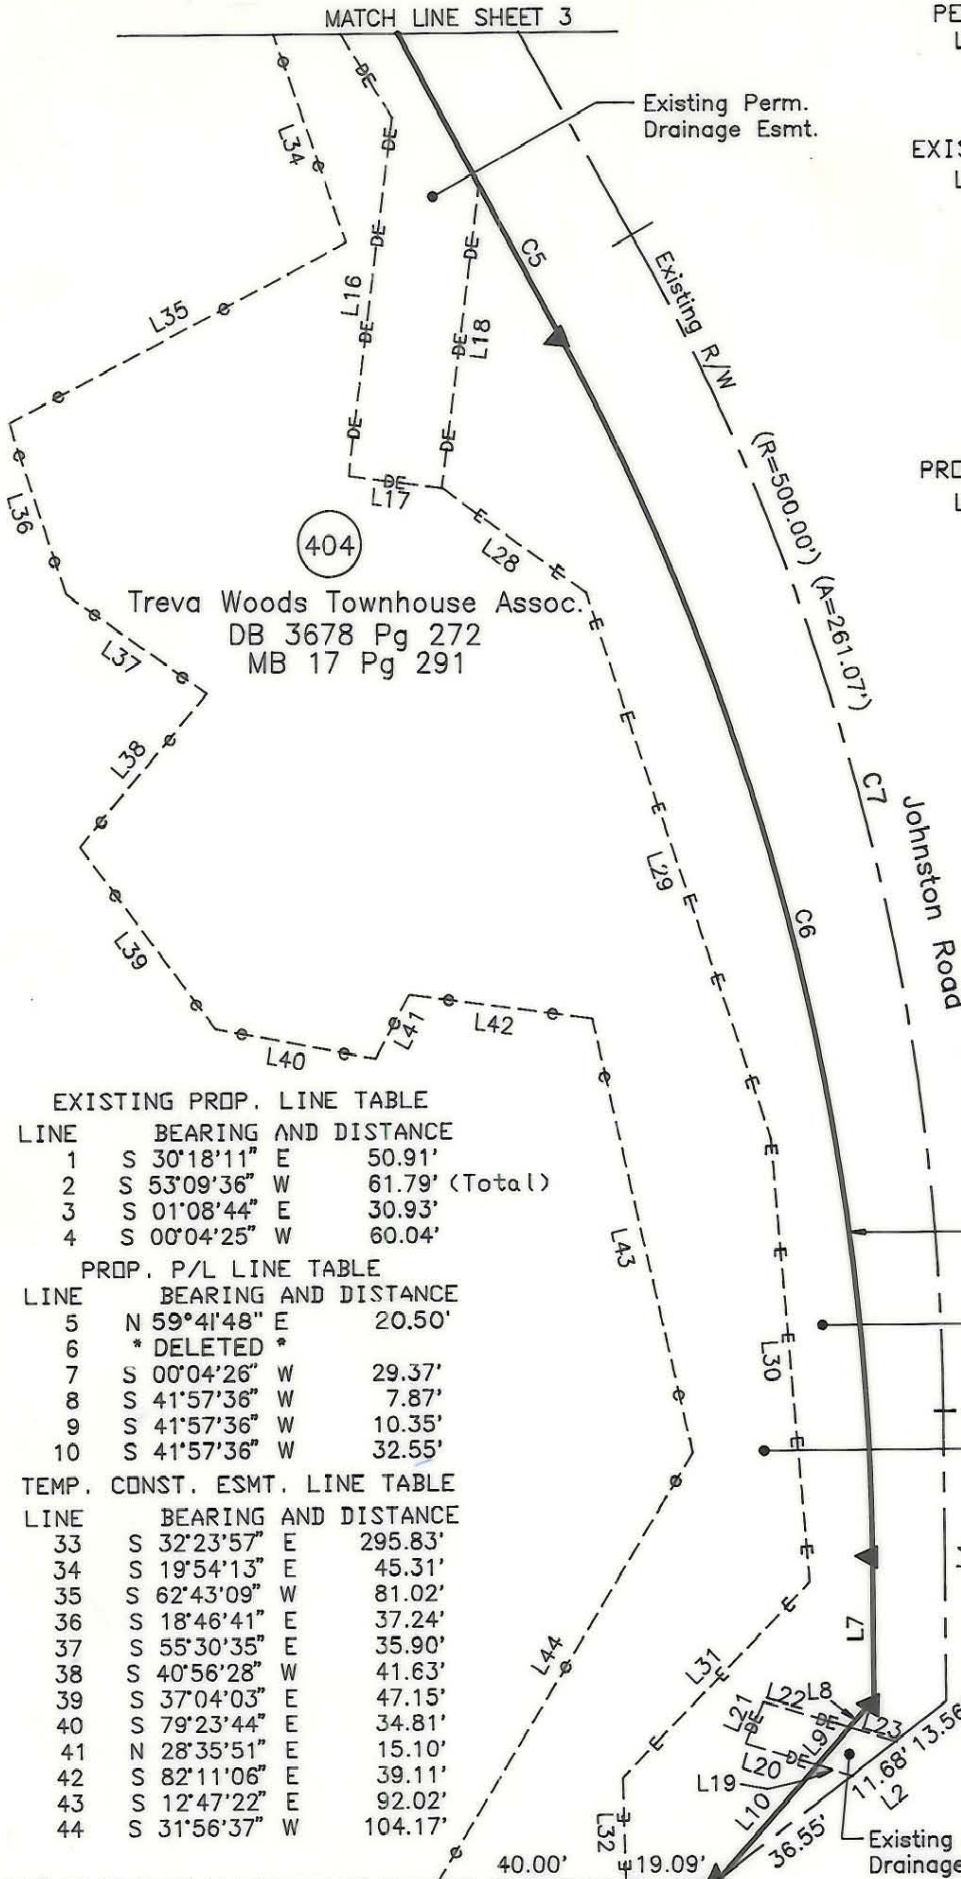 MATCH LINE SHEET 3
Existing Perm.
Drainage Esmt.
L34
L35
L16
L18
C5
Existing R/W
(R=500.00') (A=261.07')
L36
L17
L28
404
Treva Woods Townhouse Assoc.
DB 3678 Pg 272
MB 17 Pg 291
L37
L38
L29
C7
Johnston Road
C6
L39
L40
L41
L42
L43
L30
EXISTING PROP. LINE TABLE
LINE BEARING AND DISTANCE
1 S 30°18'11" E 50.91'
2 S 53°09'36" W 61.79' (Total)
3 S 01°08'44" E 30.93'
4 S 00°04'25" W 60.04'
PROP. P/L LINE TABLE
LINE BEARING AND DISTANCE
5 N 59°41'48" E 20.50'
6 * DELETED *
7 S 00°04'26" W 29.37'
8 S 41°57'36" W 7.87'
9 S 41°57'36" W 10.35'
10 S 41°57'36" W 32.55'
TEMP. CONST. ESMT. LINE TABLE
LINE BEARING AND DISTANCE
33 S 32°23'57" E 295.83'
34 S 19°54'13" E 45.31'
35 S 62°43'09" W 81.02'
36 S 18°46'41" E 37.24'
37 S 55°30'35" E 35.90'
38 S 40°56'28" W 41.63'
39 S 37°04'03" E 47.15'
40 S 79°23'44" E 34.81'
41 N 28°35'51" E 15.10'
42 S 82°11'06" E 39.11'
43 S 12°47'22" E 92.02'
44 S 31°56'37" W 104.17'
L44
L7
L31
L21
L22
L8
L23
L9
L20
L19
L10
13.56
11.68'
L2
36.55'
L32
40.00'
19.09'
Existing
Drainage